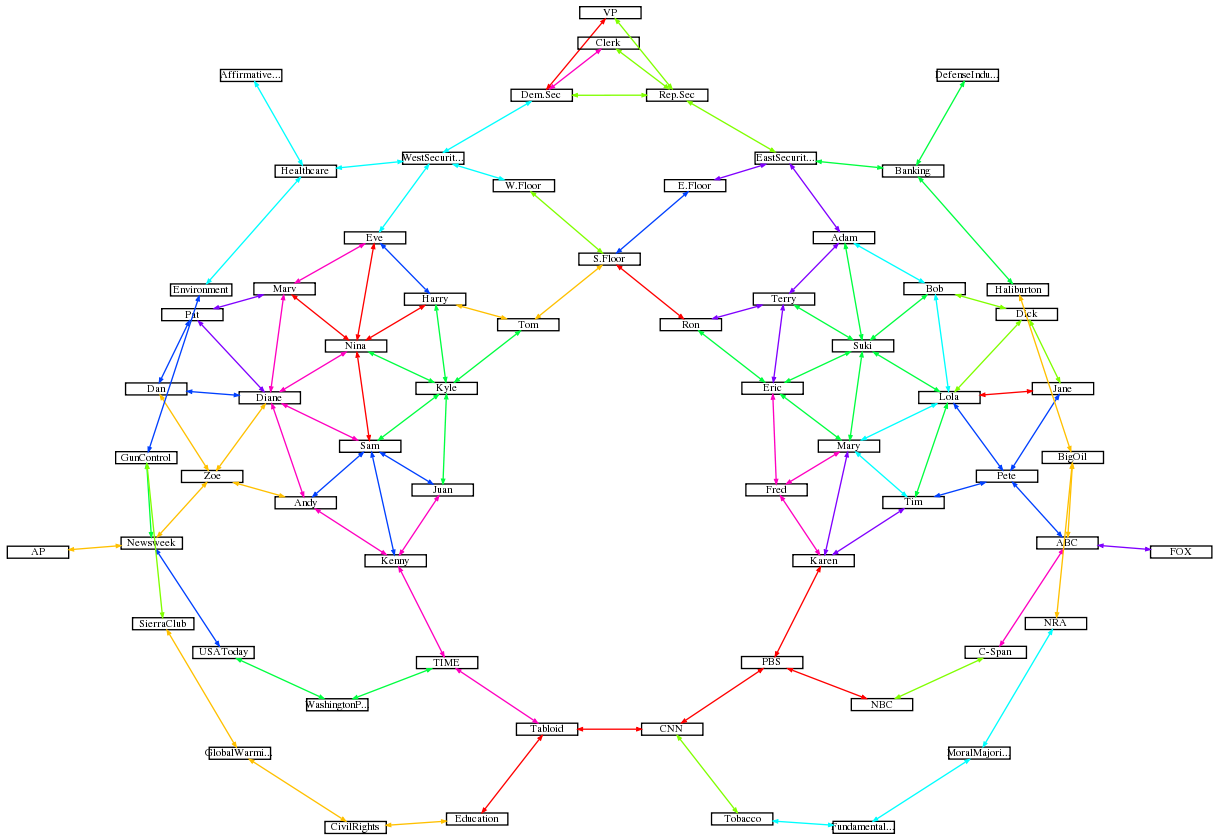 VP
Clerk
Affirmative...
DefenseIndu...
Dem.Sec
Rep.Sec
WestSecurit...
EastSecurit...
Healthcare
Banking
W.Floor
E.Floor
Eve
Adam
S.Floor
Environment
Marv
Bob
Haliburton
Harry
Terry
Pat
Dick
Tom
Ron
Nina
Suki
Dan
Kyle
Eric
Jane
Diane
Lola
Sam
Mary
GunControl
BigOil
Zoe
Pete
Juan
Fred
Andy
Tim
Newsweek
ABC
AP
FOX
Kenny
Karen
SierraClub
NRA
USAToday
C-Span
TIME
PBS
WashingtonP...
NBC
Tabloid
CNN
GlobalWarmi...
MoralMajori...
Education
Tobacco
CivilRights
Fundamental...